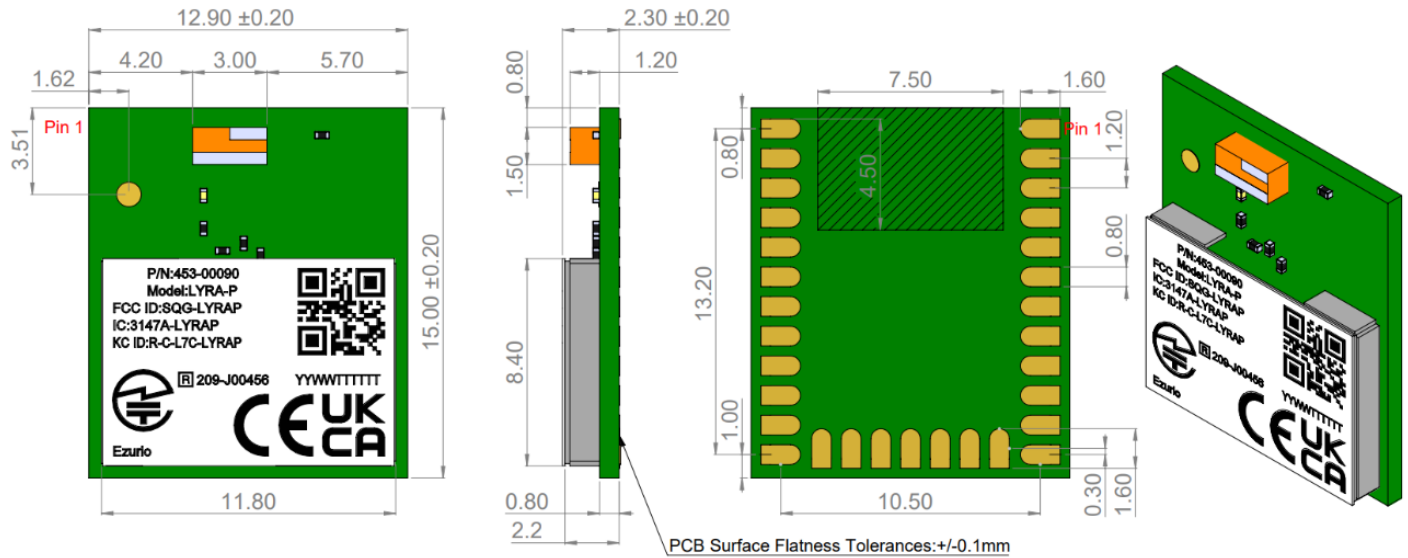 12.90 ±0.20
4.20
3.00
5.70
1.62
Pin 1
3.51
15.00 ±0.20
P/N:453-00090
Model:LYRA-P
FCC ID:SQG-LYRAP
IC:3147A-LYRAP
KC ID:R-C-L7C-LYRAP
R 209-J00456
YYWWTTTTTT
CE UK
CA
Ezurio
11.80
2.30 ±0.20
1.20
0.80
1.50
8.40
0.80
2.2
PCB Surface Flatness Tolerances:+/-0.1mm
7.50
1.60
Pin 1
1.20
0.80
4.50
0.80
13.20
1.00
10.50
0.30
1.60
P/N:453-00090
Model:LYRA-P
FCC ID:SQG-LYRAP
IC:3147A-LYRAP
KC ID:R-C-L7C-LYRAP
R 209-J00456
YYWWTTTTTT
CE UK
CA
Ezurio